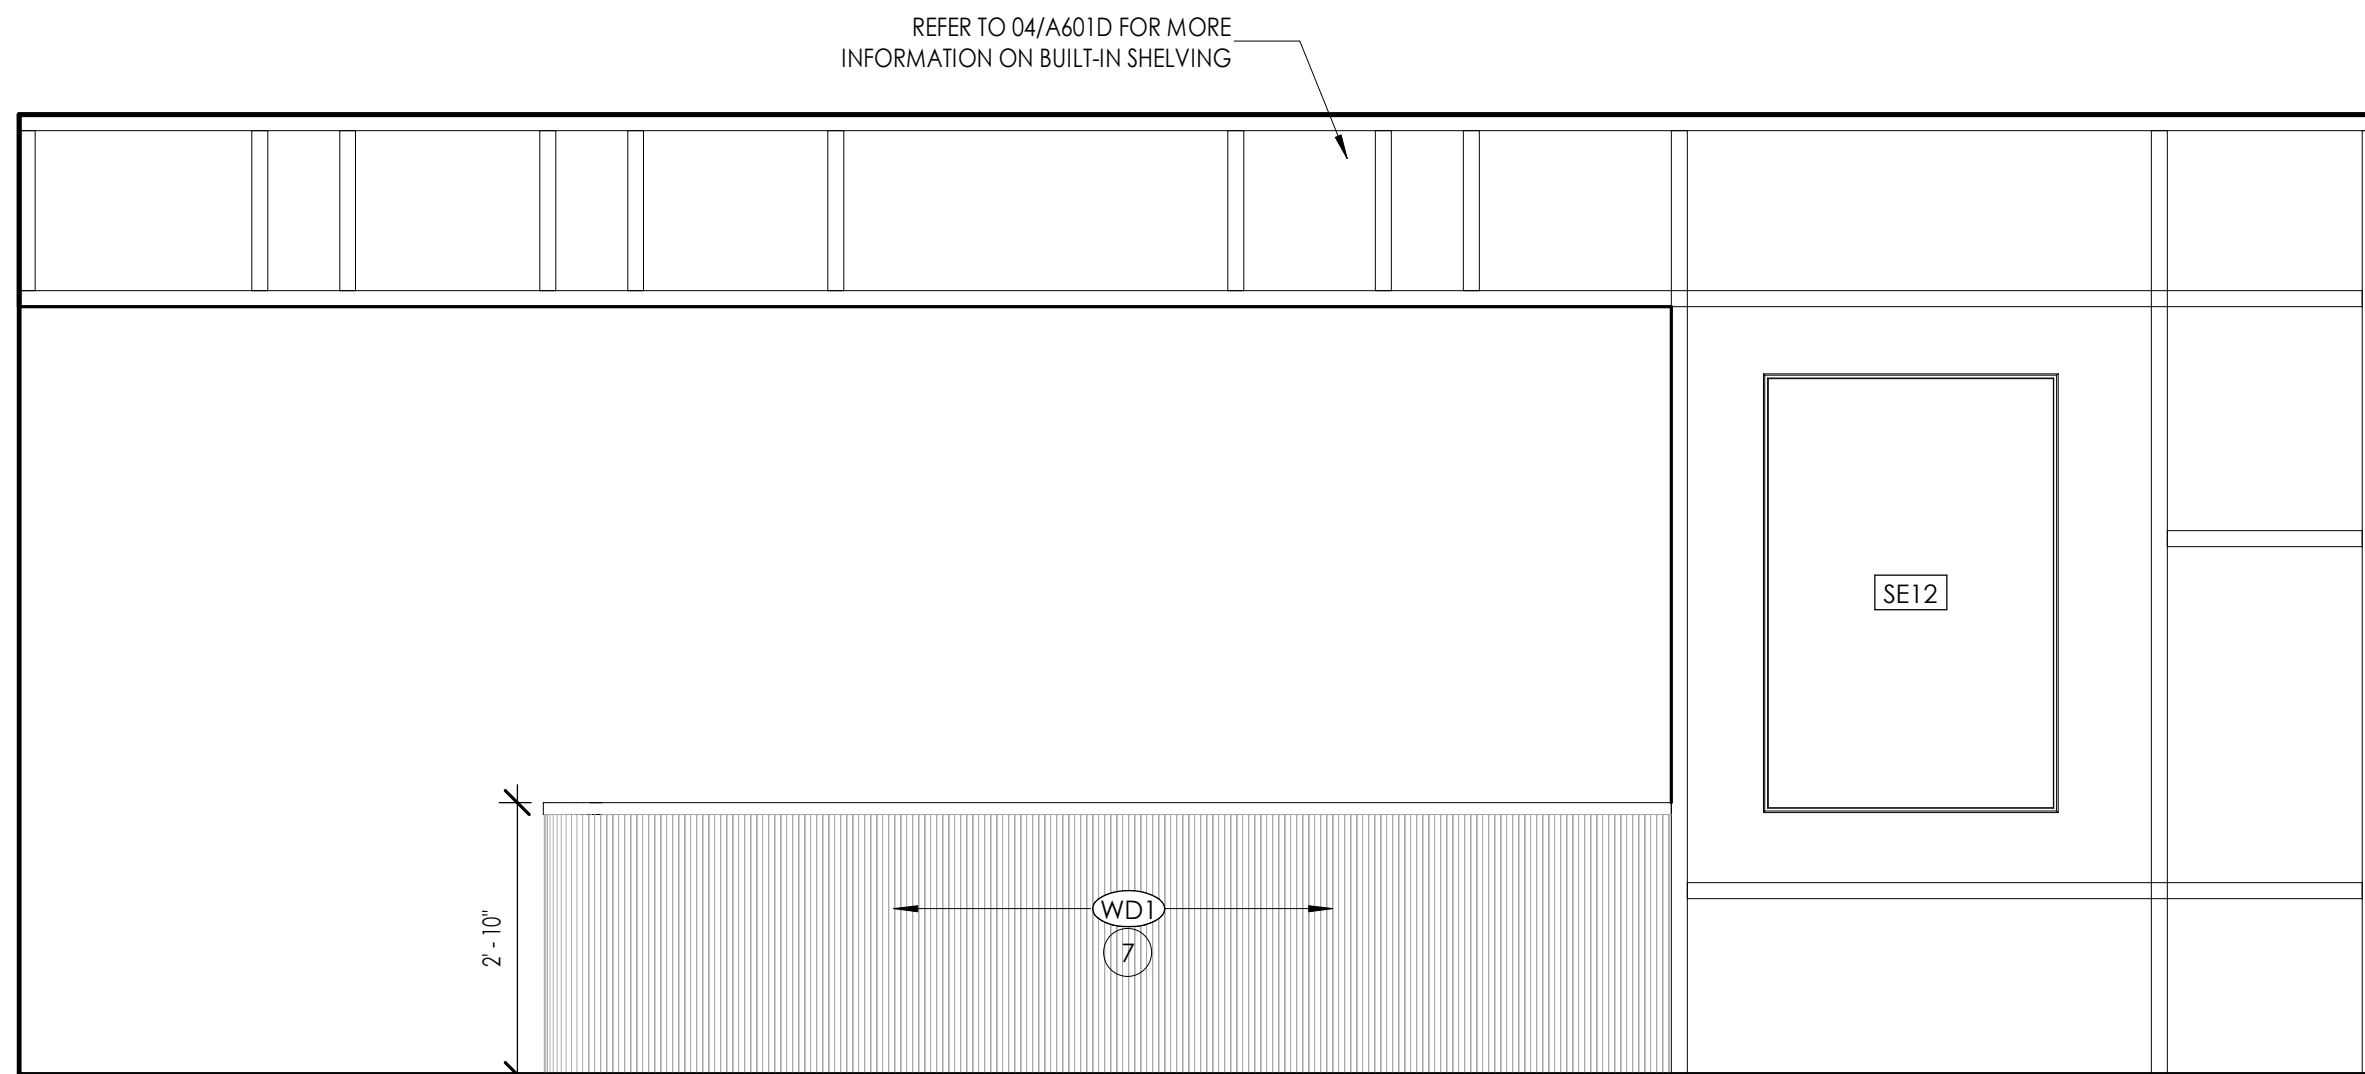 REFER TO 04/A601D FOR MORE
INFORMATION ON BUILT-IN SHELVING
SE12
WD1
7
2' - 10"